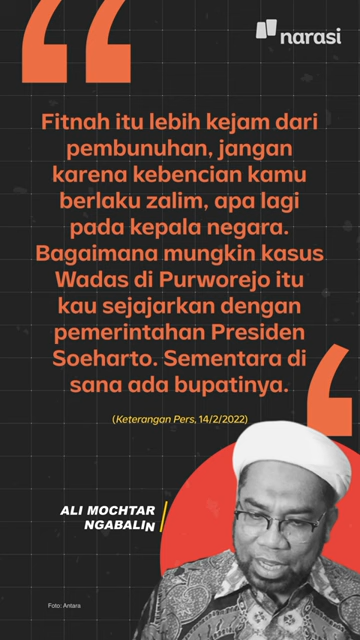 narasi
Fitnah itu lebih kejam dari
pembunuhan, jangan
karena kebencian kamu
berlaku zalim, apa lagi
pada kepala negara.
Bagaimana mungkin kasus
Wadas di Purworejo itu
kau sejajarkan dengan
pemerintahan Presiden
Soeharto. Sementara di
sana ada bupatinya.
(Keterangan Pers, 14/2/2022)
ALI MOCHTAR
NGABALIN
Foto: Antara